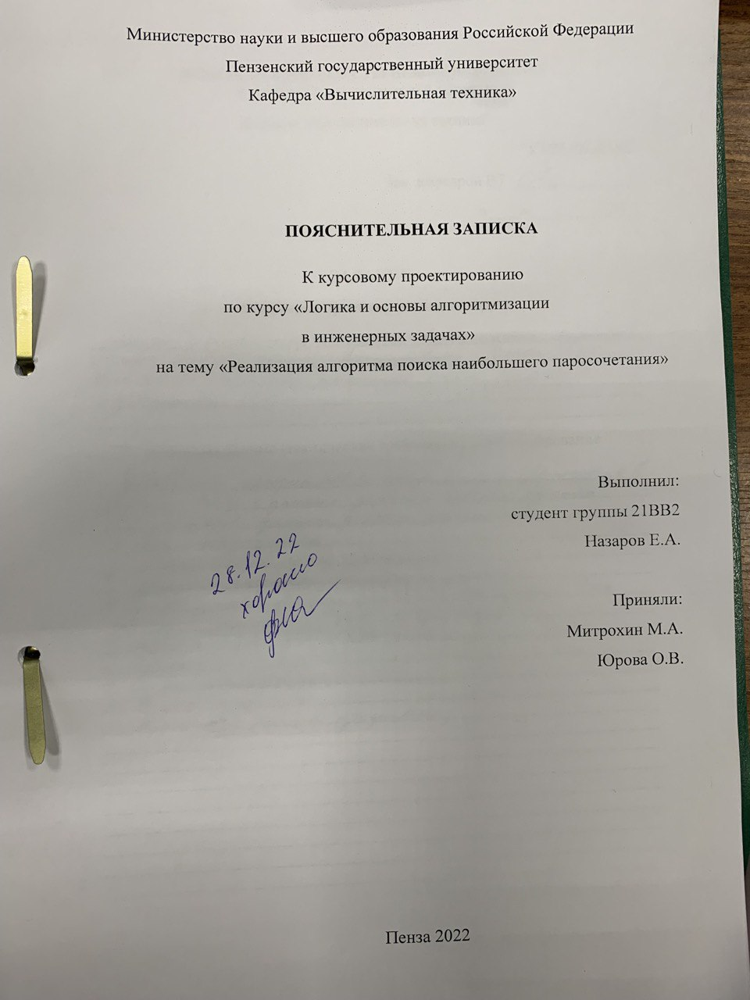 Министерство науки и высшего образования Российской Федерации
Пензенский государственный университет
Кафедра «Вычислительная техника»
ПОЯСНИТЕЛЬНАЯ ЗАПИСКА
К курсовому проектированию
по курсу «Логика и основы алгоритмизации
в инженерных задачах»
на тему «Реализация алгоритма поиска наибольшего паросочетания»
Выполнил:
студент группы 21ВВ2
Назаров Е.А.
28.12.22
хорошо
Приняли:
Митрохин М.А.
Юрова О.В.
Пенза 2022